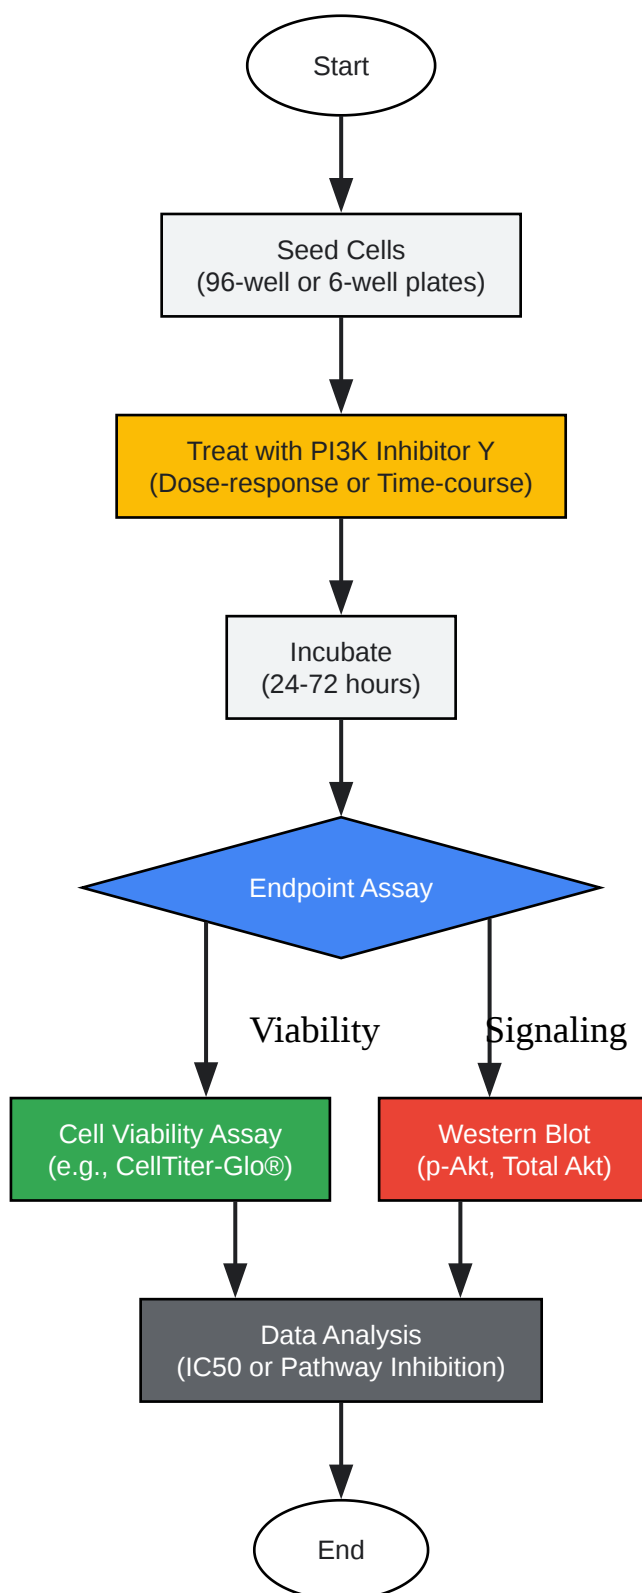 Start
Seed Cells
(96-well or 6-well plates)
Treat with PI3K Inhibitor Y
(Dose-response or Time-course)
Incubate
(24-72 hours)
Endpoint Assay
Viability
Signaling
Cell Viability Assay
(e.g., CellTiter-Glo®)
Western Blot
(p-Akt, Total Akt)
Data Analysis
(IC50 or Pathway Inhibition)
End